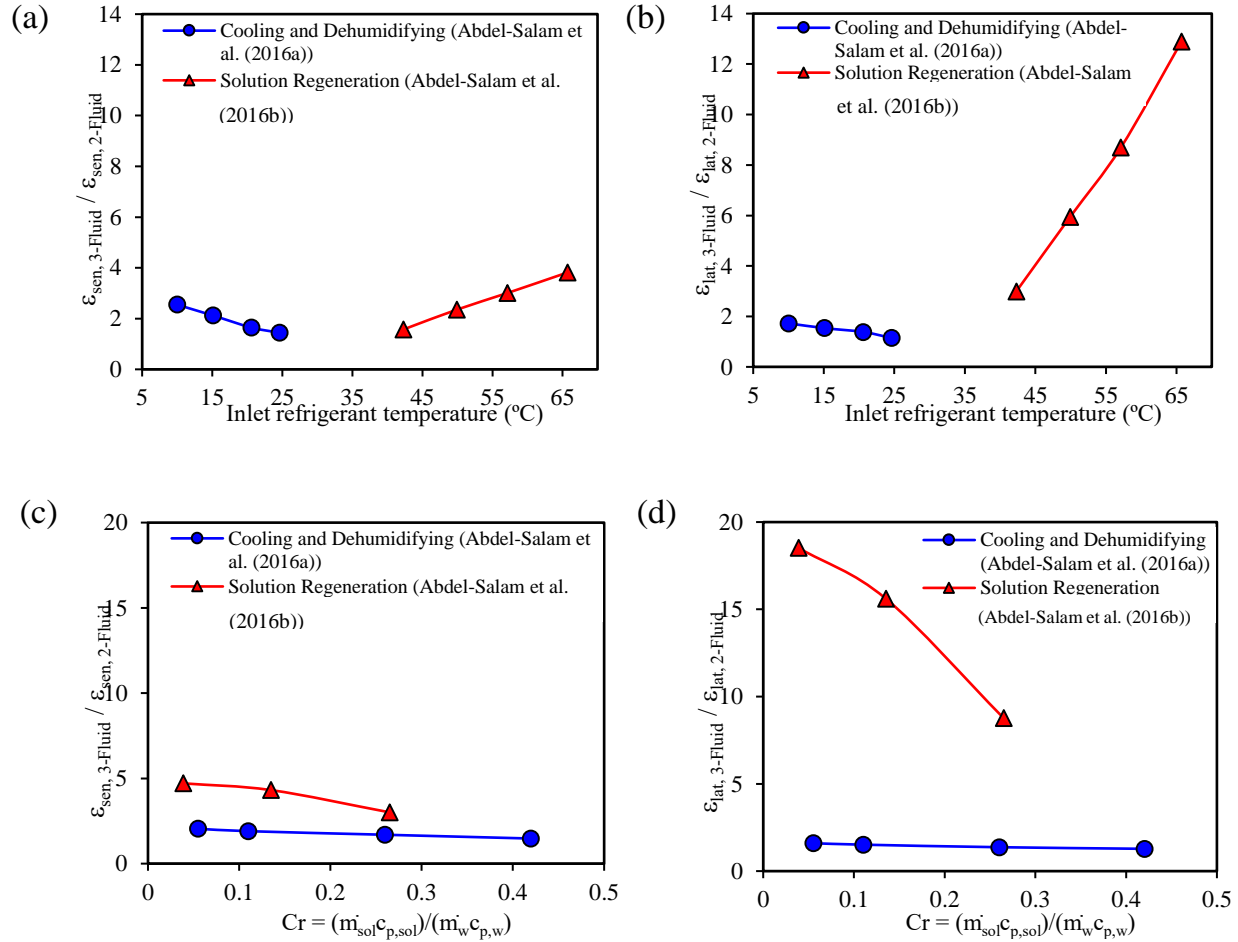 (a)
14
12
10
8
6
4
2
0
5
15
25
35
45
55
65
εsen, 3-Fluid / εsen, 2-Fluid
Inlet refrigerant temperature (ºC)
Cooling and Dehumidifying (Abdel-Salam
et al. (2016a))
Solution Regeneration (Abdel-Salam et al.
(2016b))
(b)
14
12
10
8
6
4
2
0
5
15
25
35
45
55
65
εlat, 3-Fluid / εlat, 2-Fluid
Inlet refrigerant temperature (ºC)
Cooling and Dehumidifying (Abdel-
Salam et al. (2016a))
Solution Regeneration (Abdel-Salam
et al. (2016b))
(c)
20
15
10
5
0
0
0.1
0.2
0.3
0.4
0.5
εsen, 3-Fluid / εsen, 2-Fluid
Cr = (ṁsolcp,sol)/(ṁwcp,w)
Cooling and Dehumidifying (Abdel-Salam et
al. (2016a))
Solution Regeneration (Abdel-Salam et al.
(2016b))
(d)
20
15
10
5
0
0
0.1
0.2
0.3
0.4
0.5
εlat, 3-Fluid / εlat, 2-Fluid
Cr = (ṁsolcp,sol)/(ṁwcp,w)
Cooling and Dehumidifying
(Abdel-Salam et al. (2016a))
Solution Regeneration
(Abdel-Salam et al. (2016b))